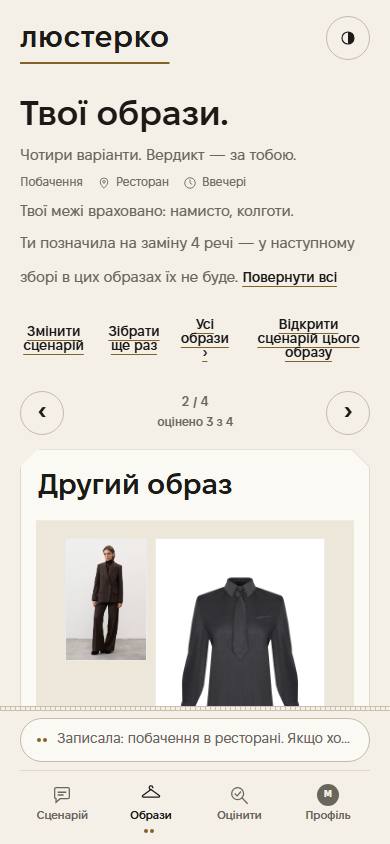 люстерко
Твої образи.
Чотири варіанти. Вердикт — за тобою.
Побачення Ресторан Ввечері
Твої межі враховано: намисто, колготи.
Ти позначила на заміну 4 речі — у наступному
зборі в цих образах їх не буде. Повернути всі
Змінити
сценарій
Зібрати
ще раз
Усі
образи
›
Відкрити
сценарій цього
образу
‹
2 / 4
оцінено 3 з 4
›
Другий образ
Записала: побачення в ресторані. Якщо хо...
Сценарій
Образи
Оцінити
М
Профіль